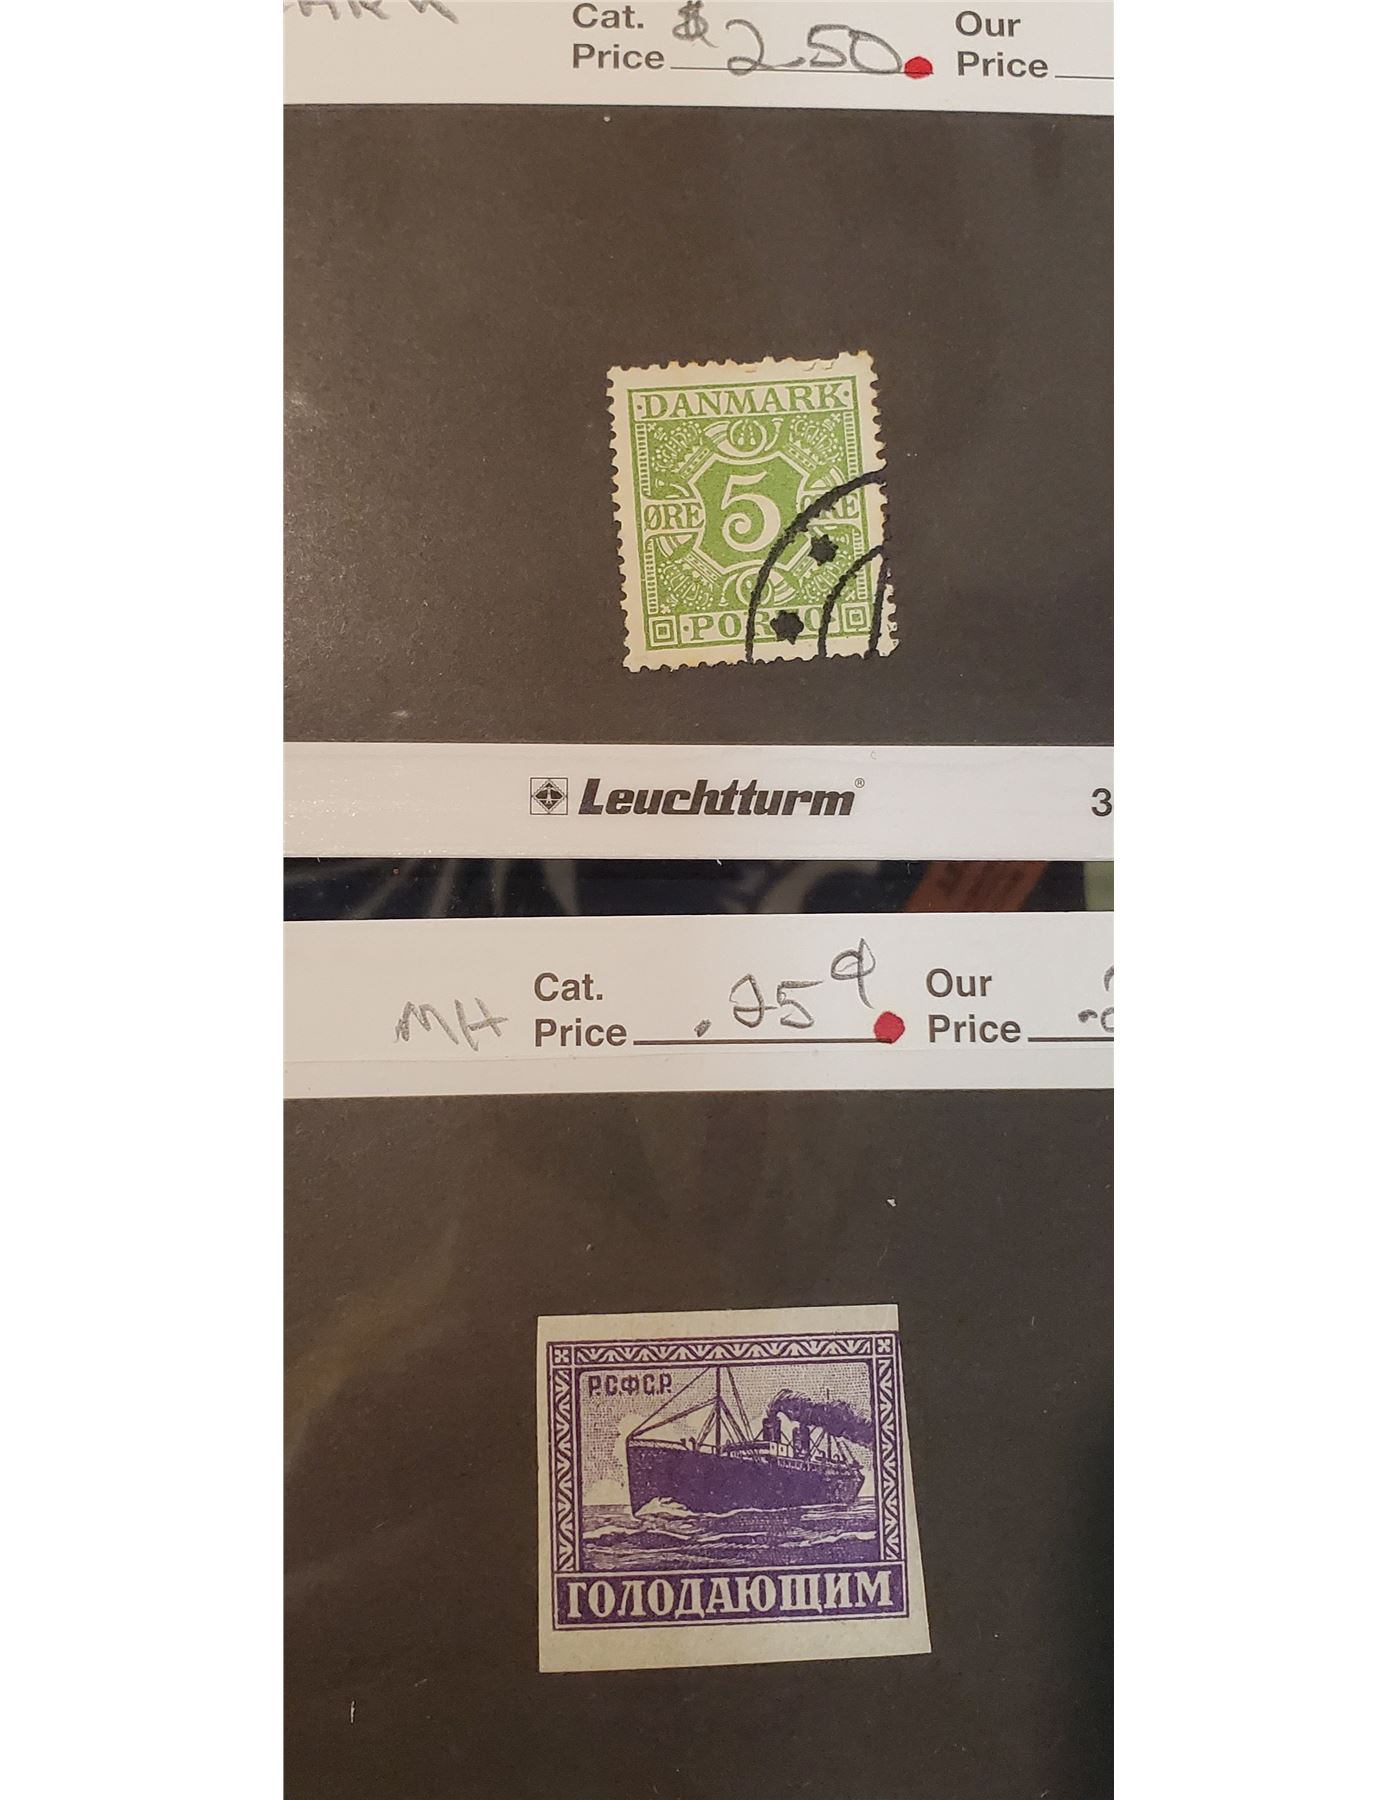 Cat.
Price $2.50
Our
Price
DANMARK
5
ØRE ØRE
PORTO
Leuchtturm®
3
MH
Cat.
Price .25¢
Our
Price
Р.С.Ф.С.Р.
ГОЛОДАЮЩИМ